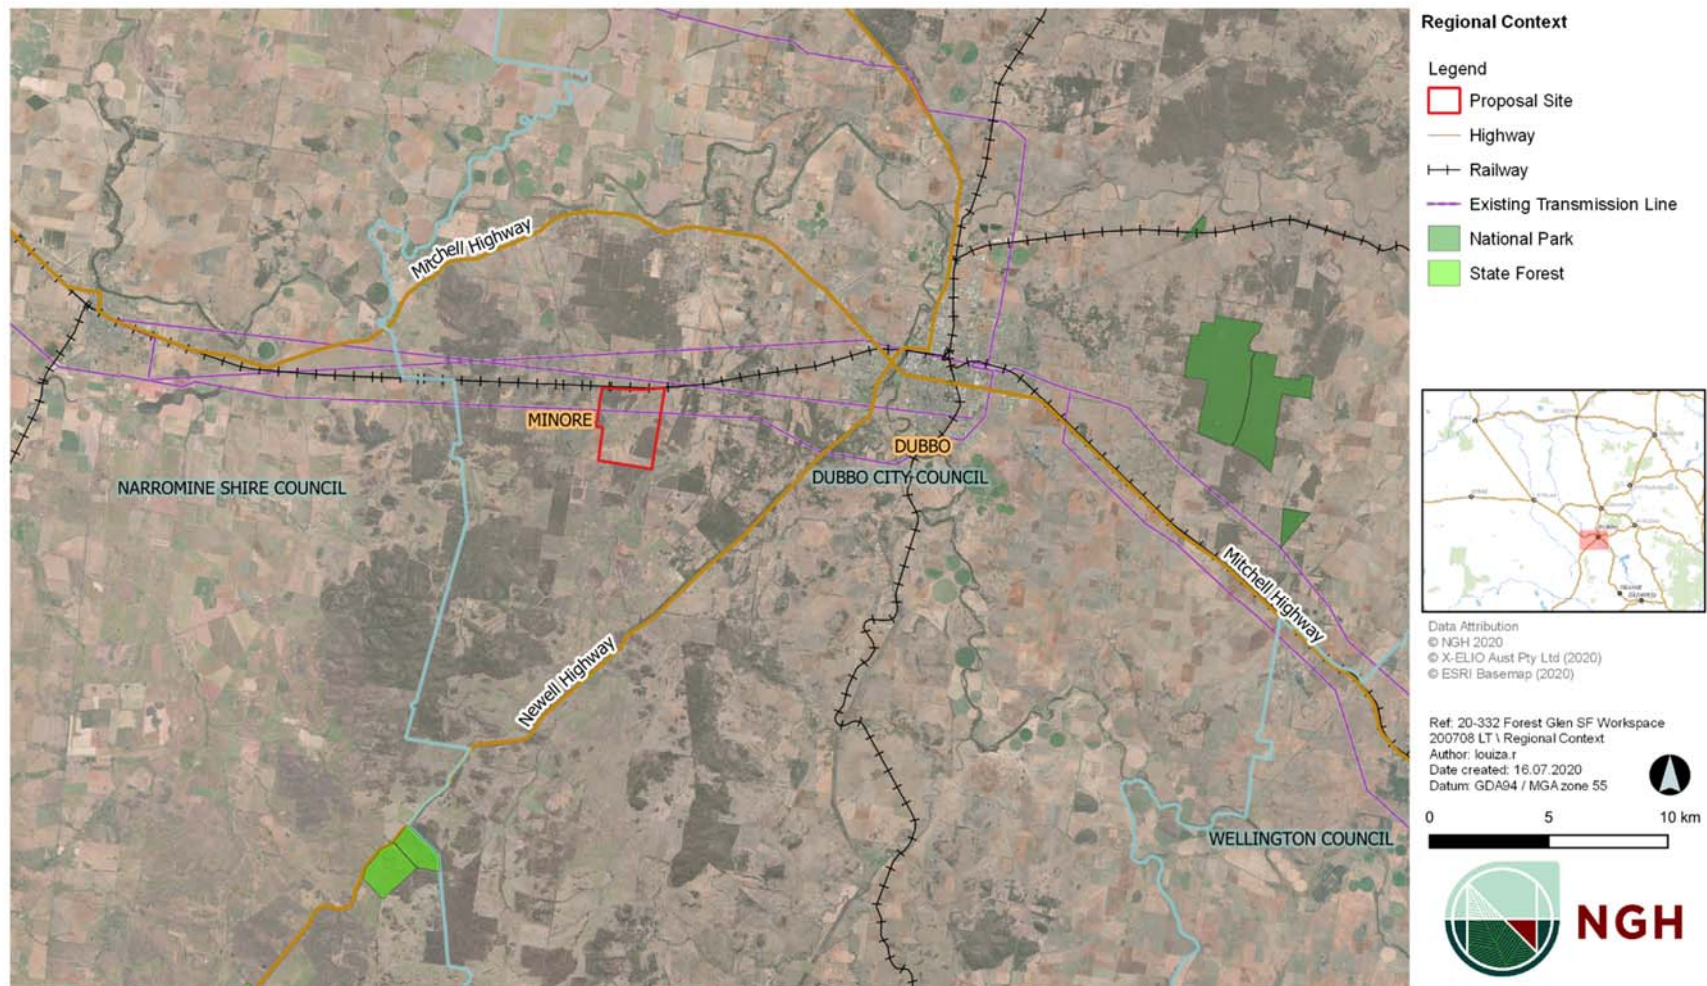 Regional Context
Legend
Proposal Site
Highway
Railway
Existing Transmission Line
National Park
State Forest
Mitchell Highway
MINORE
DUBBO
NARROMINE SHIRE COUNCIL
DUBBO CITY COUNCIL
Mitchell Highway
Newell Highway
WELLINGTON COUNCIL
Data Attribution
© NGH 2020
© X-ELIO Aust Pty Ltd (2020)
© ESRI Basemap (2020)
Ref: 20-332 Forest Glen SF Workspace
200708 LT \ Regional Context
Author: louiza.r
Date created: 16.07.2020
Datum: GDA94 / MGA zone 55
0 5 10 km
NGH